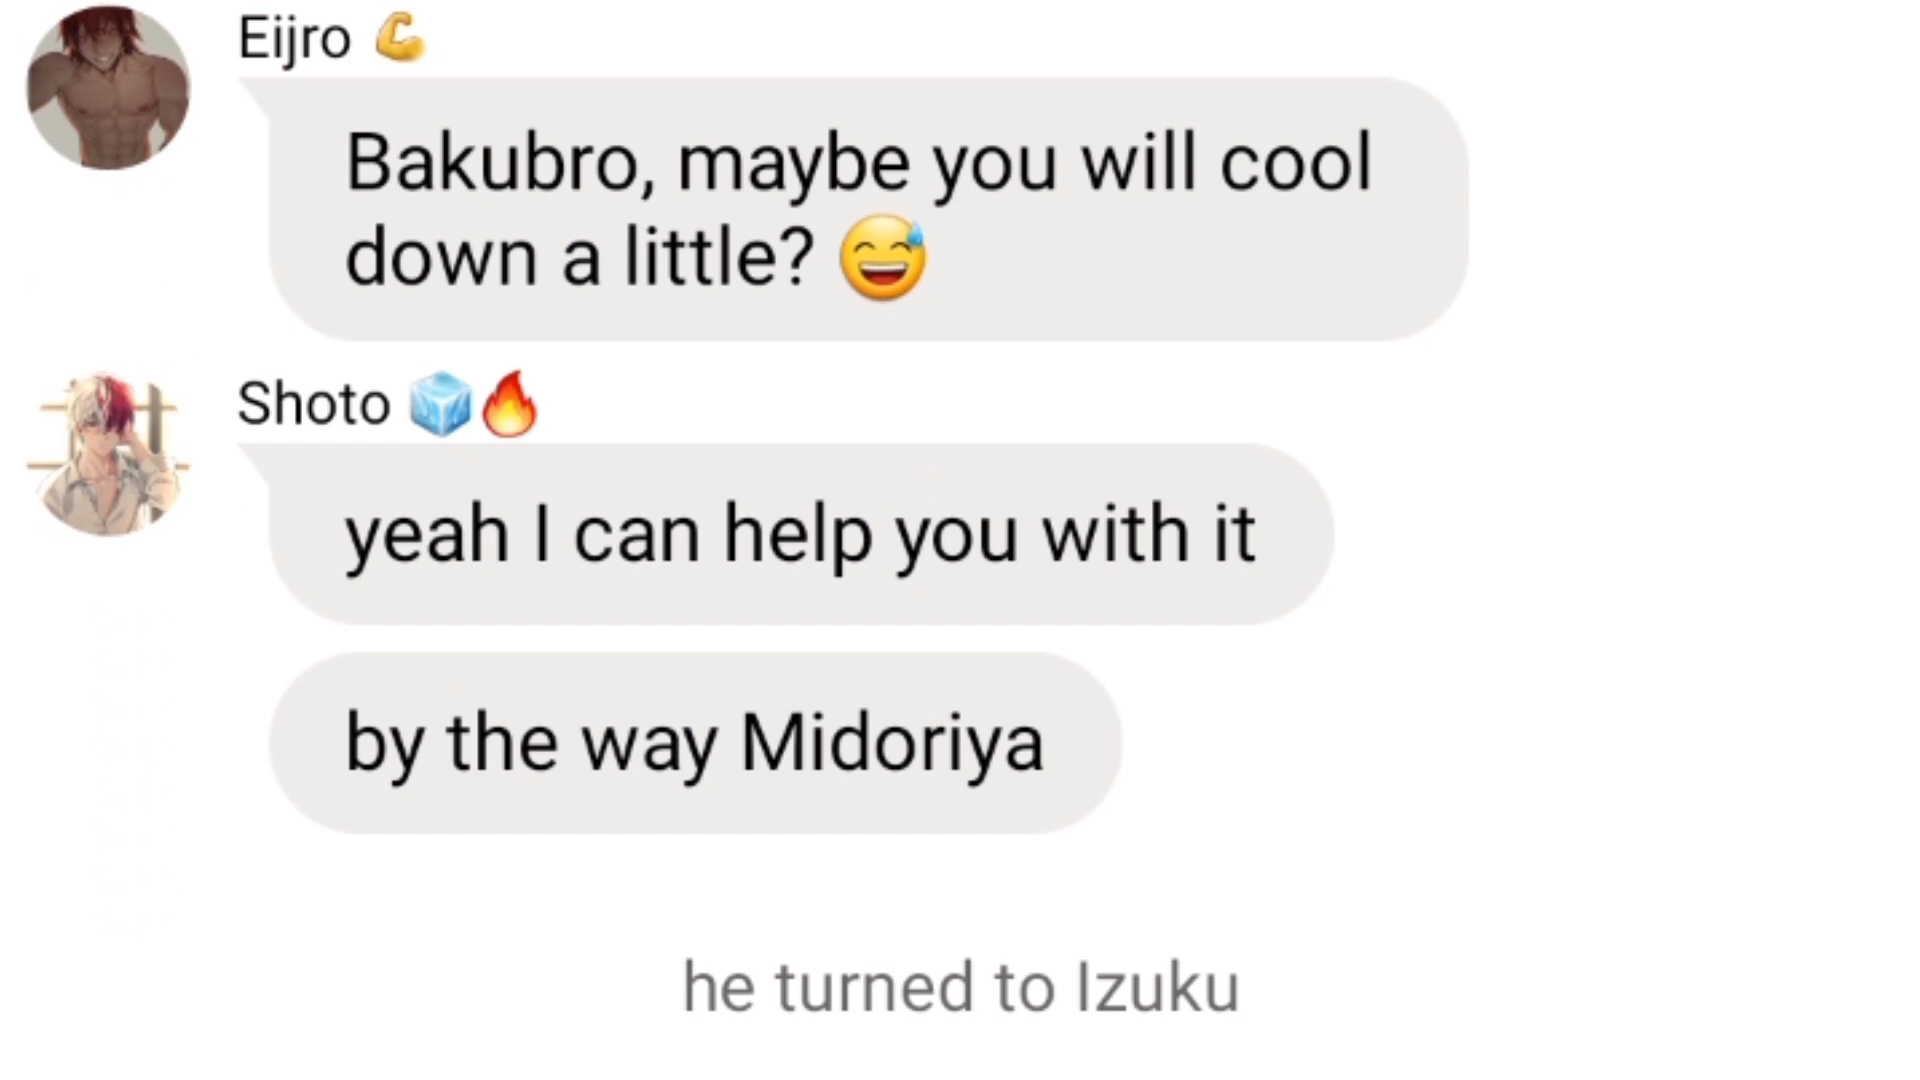 Eijro 💪
Bakubro, maybe you will cool
down a little? 😅
Shoto 🧊🔥
yeah I can help you with it
by the way Midoriya
he turned to Izuku